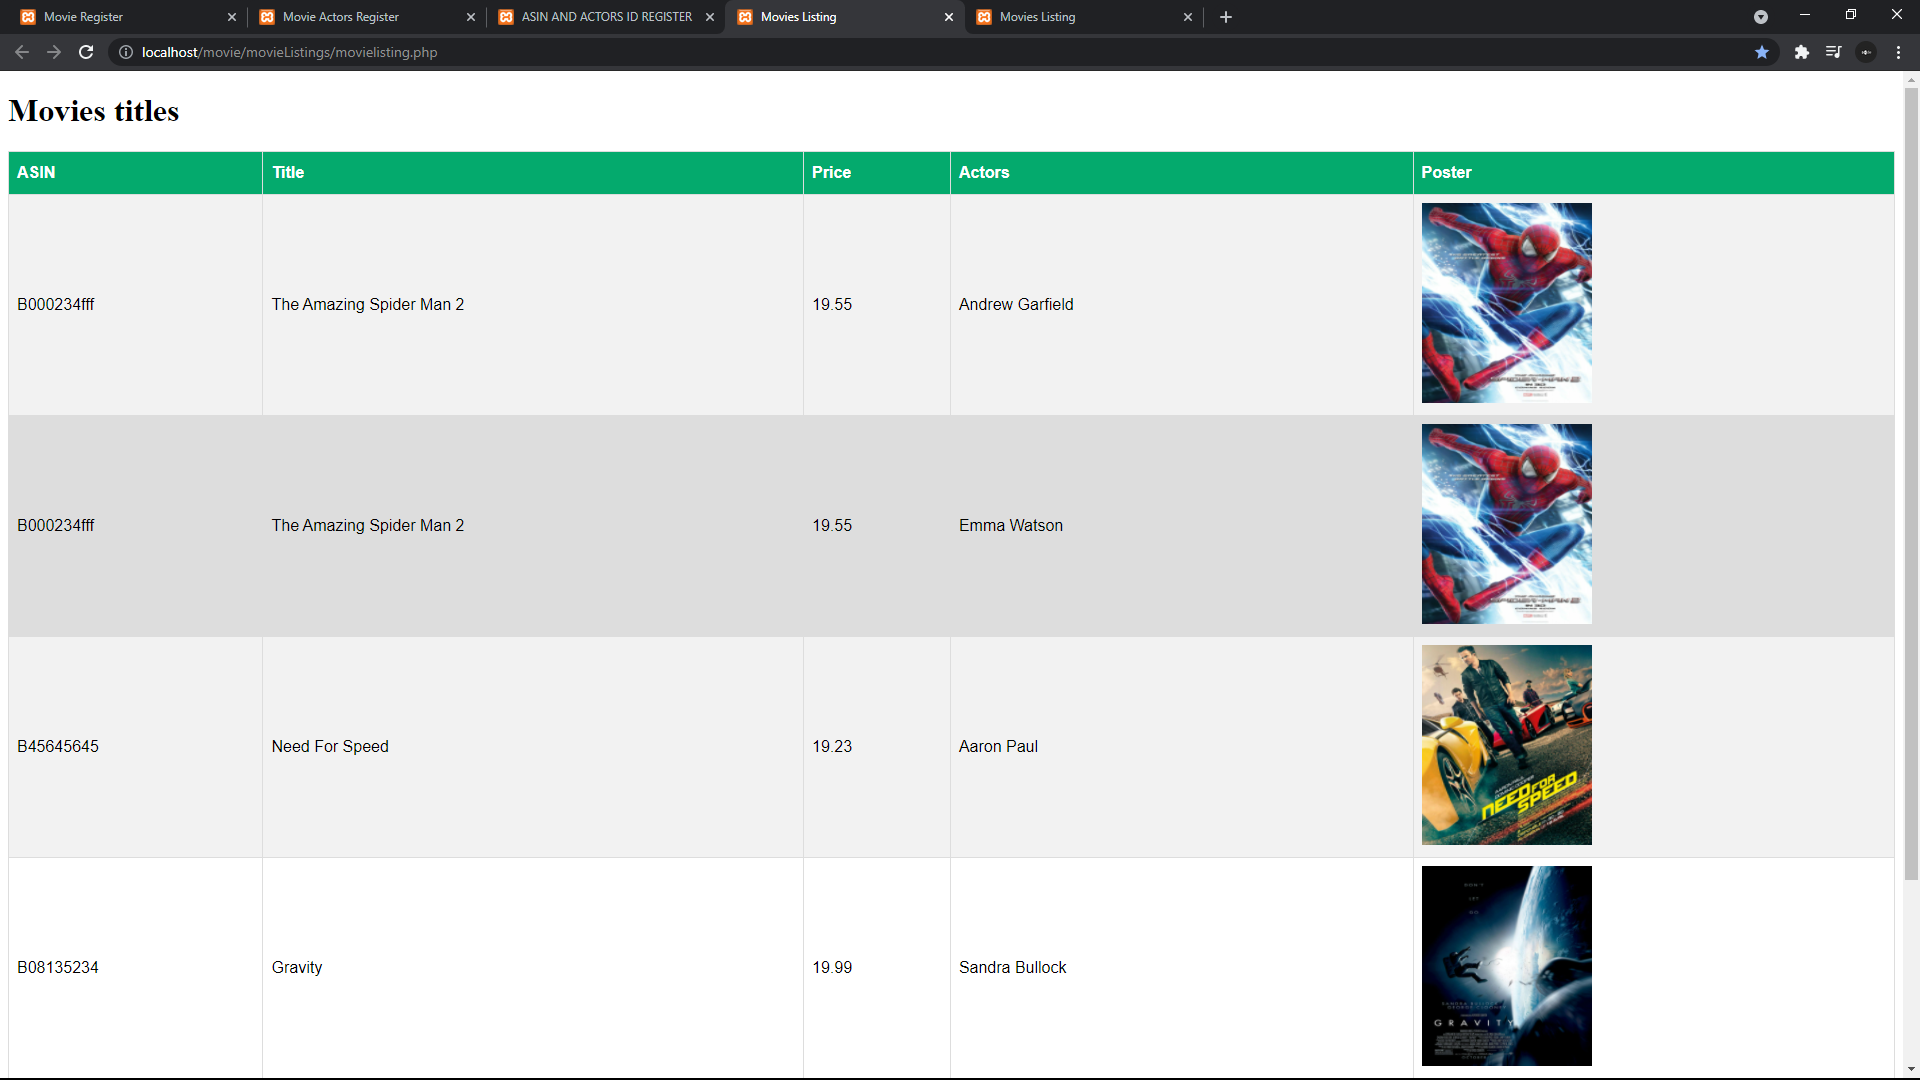 Movie Register
Movie Actors Register
ASIN AND ACTORS ID REGISTER
Movies Listing
Movies Listing
localhost/movie/movieListings/movielisting.php
Movies titles
ASIN Title Price Actors Poster
B000234fff The Amazing Spider Man 2 19.55 Andrew Garfield
B000234fff The Amazing Spider Man 2 19.55 Emma Watson
B45645645 Need For Speed 19.23 Aaron Paul
NEED FOR
SPEED
B08135234 Gravity 19.99 Sandra Bullock
DON'T
LET
GO
GRAVITY